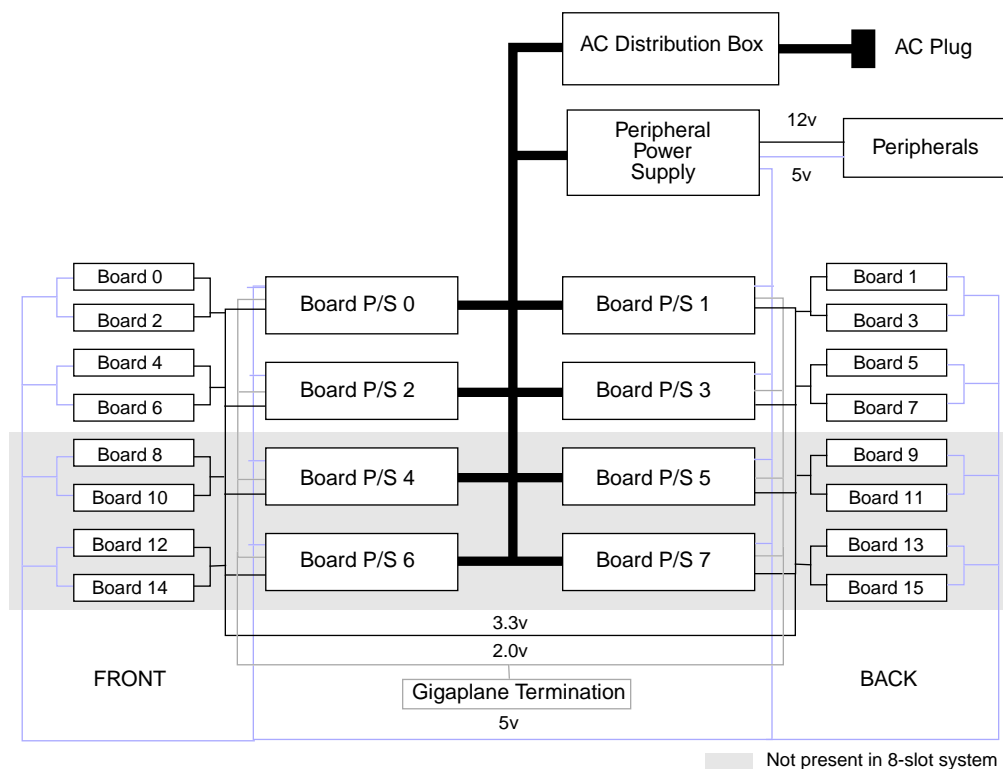 AC Distribution Box
AC Plug
Peripheral
Power
Supply
12v
5v
Peripherals
Board 0
Board 2
Board P/S 0
Board P/S 1
Board 1
Board 3
Board 4
Board 6
Board P/S 2
Board P/S 3
Board 5
Board 7
Board 8
Board 10
Board P/S 4
Board P/S 5
Board 9
Board 11
Board 12
Board 14
Board P/S 6
Board P/S 7
Board 13
Board 15
3.3v
2.0v
FRONT
Gigaplane Termination
BACK
5v
Not present in 8-slot system